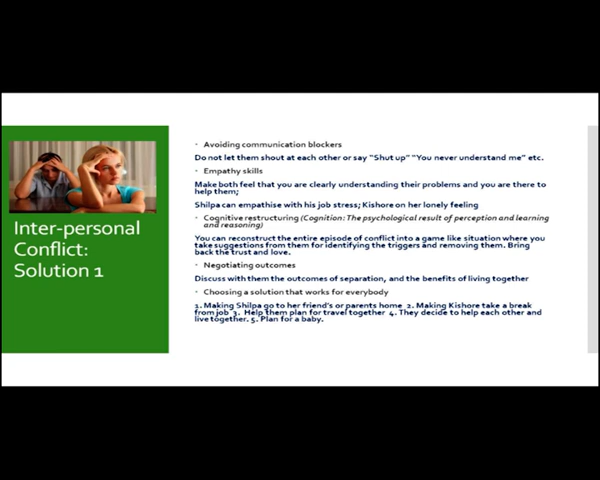 Inter-personal
Conflict:
Solution 1
Avoiding communication blockers
Do not let them shout at each other or say "Shut up" "You never understand me" etc.
Empathy skills
Make both feel that you are clearly understanding their problems and you are there to
help them;
Shilpa can empathise with his job stress; Kishore on her lonely feeling
Cognitive restructuring (Cognition: The psychological result of perception and learning
and reasoning)
You can reconstruct the entire episode of conflict into a game like situation where you
take suggestions from them for identifying the triggers and removing them. Bring
back the trust and love.
Negotiating outcomes
Discuss with them the outcomes of separation, and the benefits of living together
Choosing a solution that works for everybody
1. Making Shilpa go to her friend's or parents home 2. Making Kishore take a break
from job 3. Help them plan for travel together 4. They decide to help each other and
live together. 5. Plan for a baby.